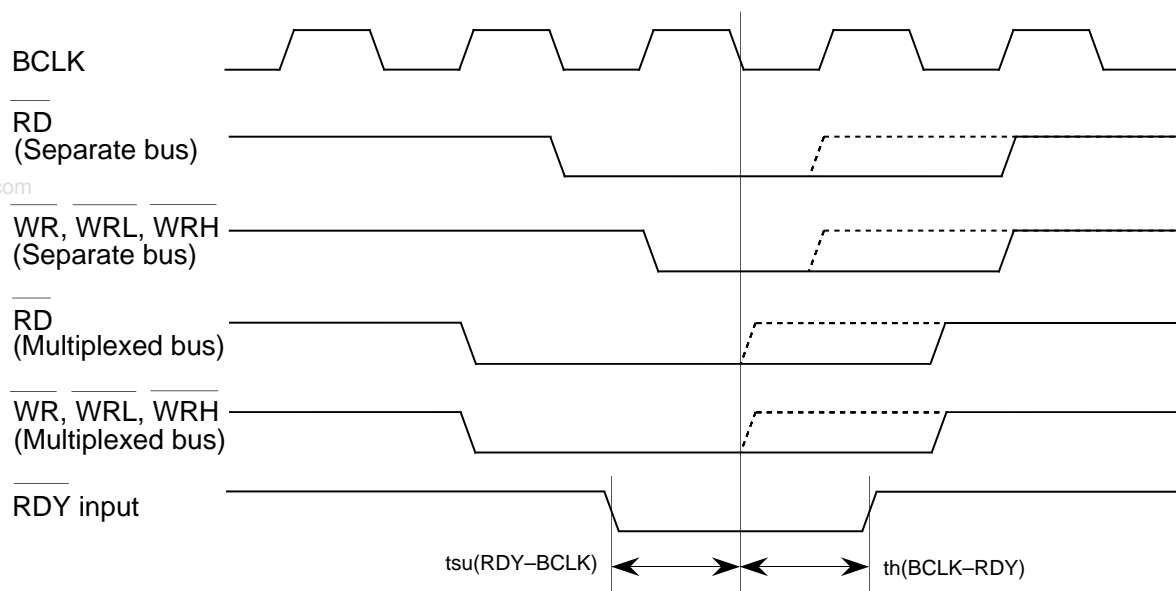 BCLK
RD
(Separate bus)
com
WR, WRL, WRH
(Separate bus)
RD
(Multiplexed bus)
WR, WRL, WRH
(Multiplexed bus)
RDY input
tsu(RDY–BCLK)
th(BCLK–RDY)